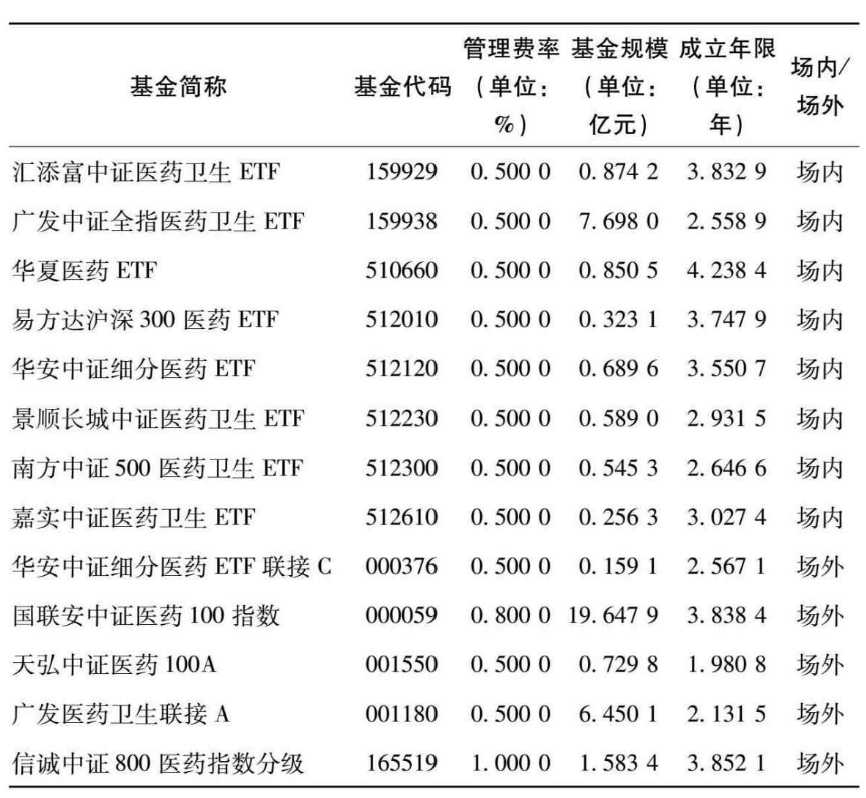 基金简称 基金代码 管理费率(单位:%) 基金规模(单位:亿元) 成立年限(单位:年) 场内/场外
汇添富中证医药卫生 ETF 159929 0.500 0 0.874 2 3.832 9 场内
广发中证全指医药卫生 ETF 159938 0.500 0 7.698 0 2.558 9 场内
华夏医药 ETF 510660 0.500 0 0.850 5 4.238 4 场内
易方达沪深 300 医药 ETF 512010 0.500 0 0.323 1 3.747 9 场内
华安中证细分医药 ETF 512120 0.500 0 0.689 6 3.550 7 场内
景顺长城中证医药卫生 ETF 512230 0.500 0 0.589 0 2.931 5 场内
南方中证 500 医药卫生 ETF 512300 0.500 0 0.545 3 2.646 6 场内
嘉实中证医药卫生 ETF 512610 0.500 0 0.256 3 3.027 4 场内
华安中证细分医药 ETF 联接 C 000376 0.500 0 0.159 1 2.567 1 场外
国联安中证医药 100 指数 000059 0.800 0 19.647 9 3.838 4 场外
天弘中证医药 100A 001550 0.500 0 0.729 8 1.980 8 场外
广发医药卫生联接 A 001180 0.500 0 6.450 1 2.131 5 场外
信诚中证 800 医药指数分级 165519 1.000 0 1.583 4 3.852 1 场外